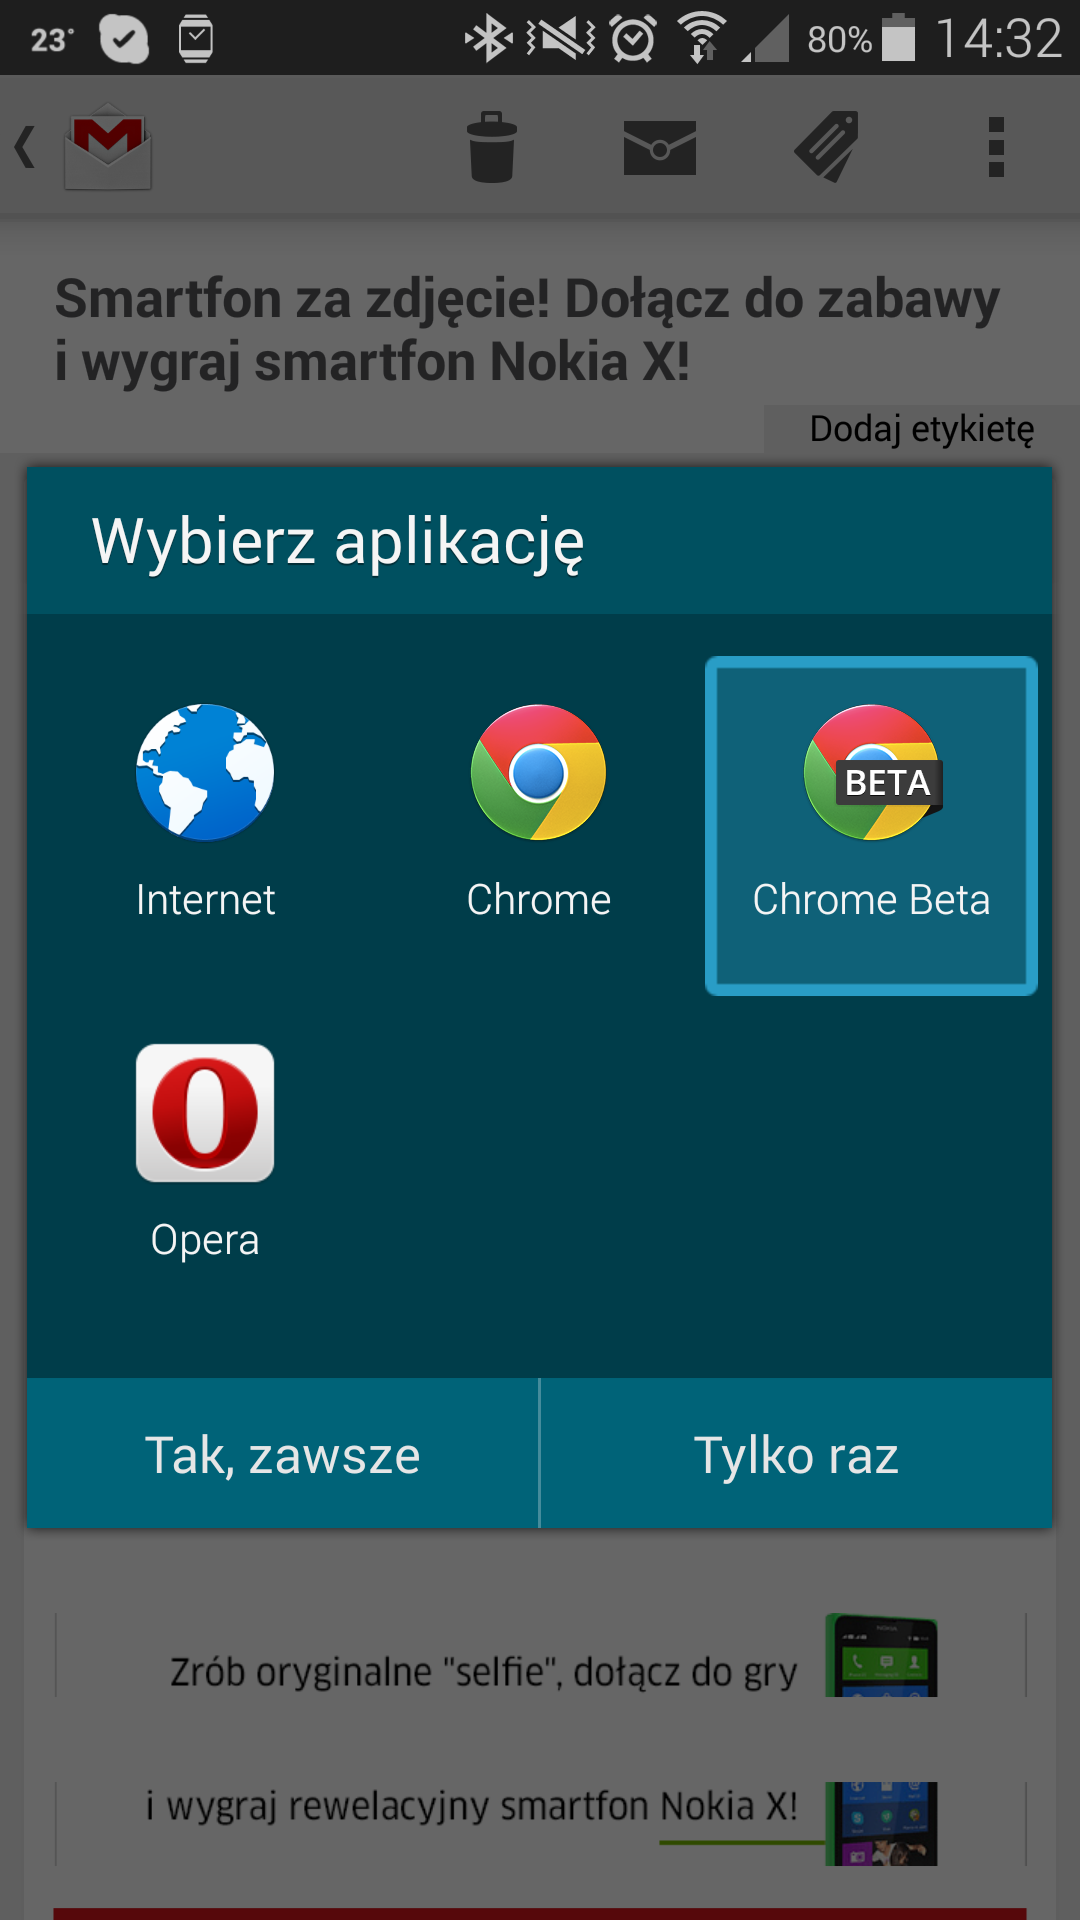 23°
80% 14:32
Smartfon za zdjęcie! Dołącz do zabawy
i wygraj smartfon Nokia X!
Dodaj etykietę
Wybierz aplikację
BETA
Internet
Chrome
Chrome Beta
Opera
Tak, zawsze
Tylko raz
Zrób oryginalne "selfie", dołącz do gry
NOKIA
i wygraj rewelacyjny smartfon Nokia X!